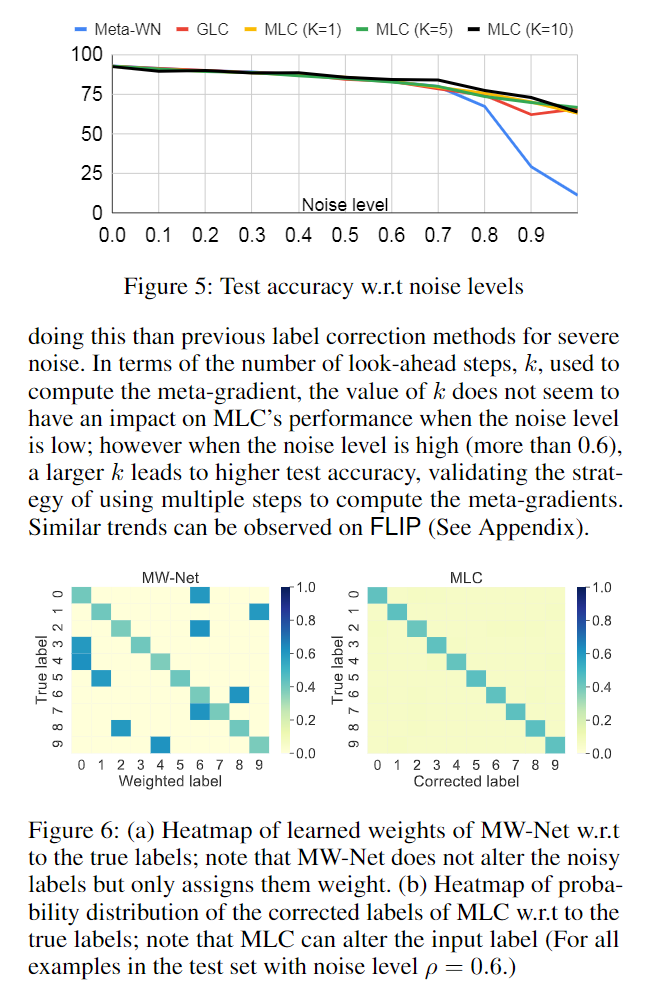 Meta-WN GLC MLC (K=1) MLC (K=5) MLC (K=10)
100
75
50
25
0
Noise level
0.0 0.1 0.2 0.3 0.4 0.5 0.6 0.7 0.8 0.9
Figure 5: Test accuracy w.r.t noise levels
doing this than previous label correction methods for severe
noise. In terms of the number of look-ahead steps, k, used to
compute the meta-gradient, the value of k does not seem to
have an impact on MLC's performance when the noise level
is low; however when the noise level is high (more than 0.6),
a larger k leads to higher test accuracy, validating the strat-
egy of using multiple steps to compute the meta-gradients.
Similar trends can be observed on FLIP (See Appendix).
MW-Net
True label
0
1
2
3
4
5
6
7
8
9
0 1 2 3 4 5 6 7 8 9
Weighted label
1.0
0.8
0.6
0.4
0.2
0.0
MLC
True label
0
1
2
3
4
5
6
7
8
9
0 1 2 3 4 5 6 7 8 9
Corrected label
1.0
0.8
0.6
0.4
0.2
0.0
Figure 6: (a) Heatmap of learned weights of MW-Net w.r.t
to the true labels; note that MW-Net does not alter the noisy
labels but only assigns them weight. (b) Heatmap of proba-
bility distribution of the corrected labels of MLC w.r.t to the
true labels; note that MLC can alter the input label (For all
examples in the test set with noise level ρ = 0.6.)